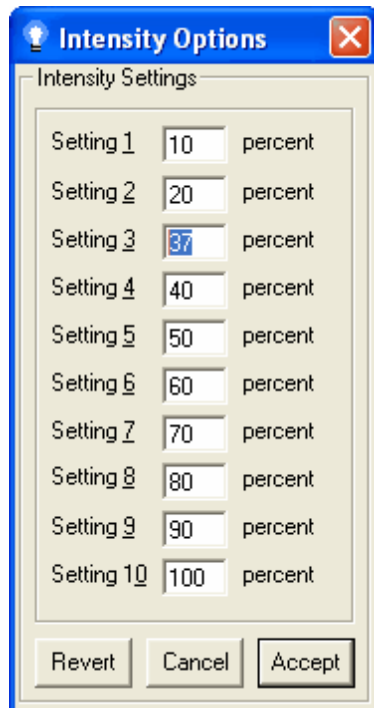 Intensity Options
Intensity Settings
Setting 1 10 percent
Setting 2 20 percent
Setting 3 37 percent
Setting 4 40 percent
Setting 5 50 percent
Setting 6 60 percent
Setting 7 70 percent
Setting 8 80 percent
Setting 9 90 percent
Setting 10 100 percent
Revert Cancel Accept